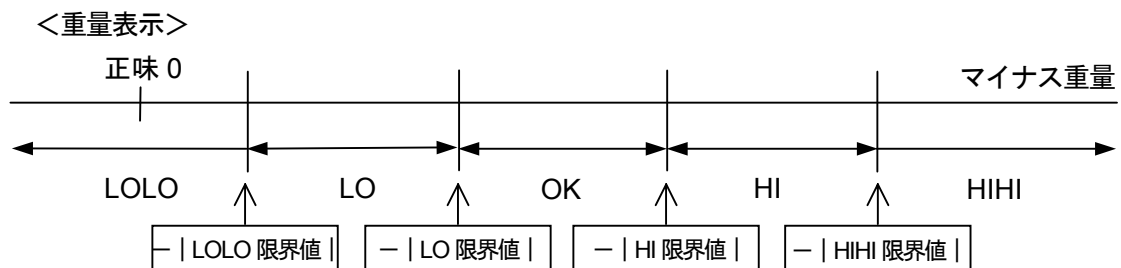 ＜重量表示＞
正味 0
マイナス重量
LOLO LO OK HI HIHI
－｜LOLO 限界値｜ －｜LO 限界値｜ －｜HI 限界値｜ －｜HIHI 限界値｜